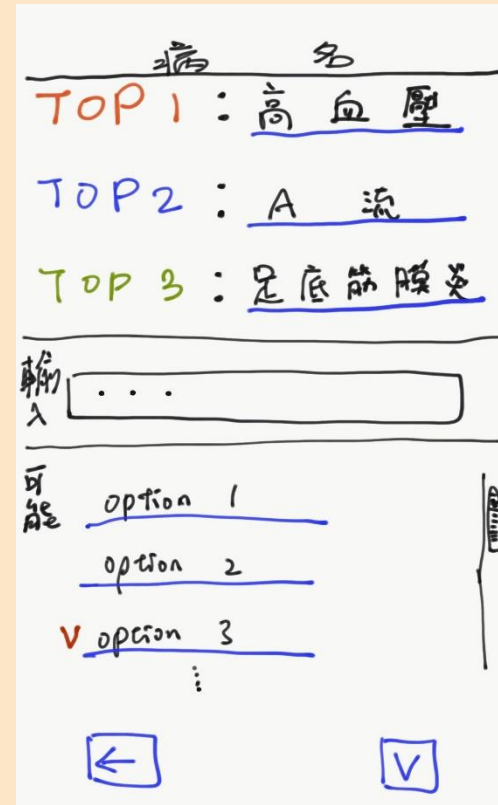 病 名
TOP 1 : 高血壓
TOP 2 : A 流
TOP 3 : 足底筋膜炎
輸入 ...
可能
option 1
option 2
V option 3
⋮
← V